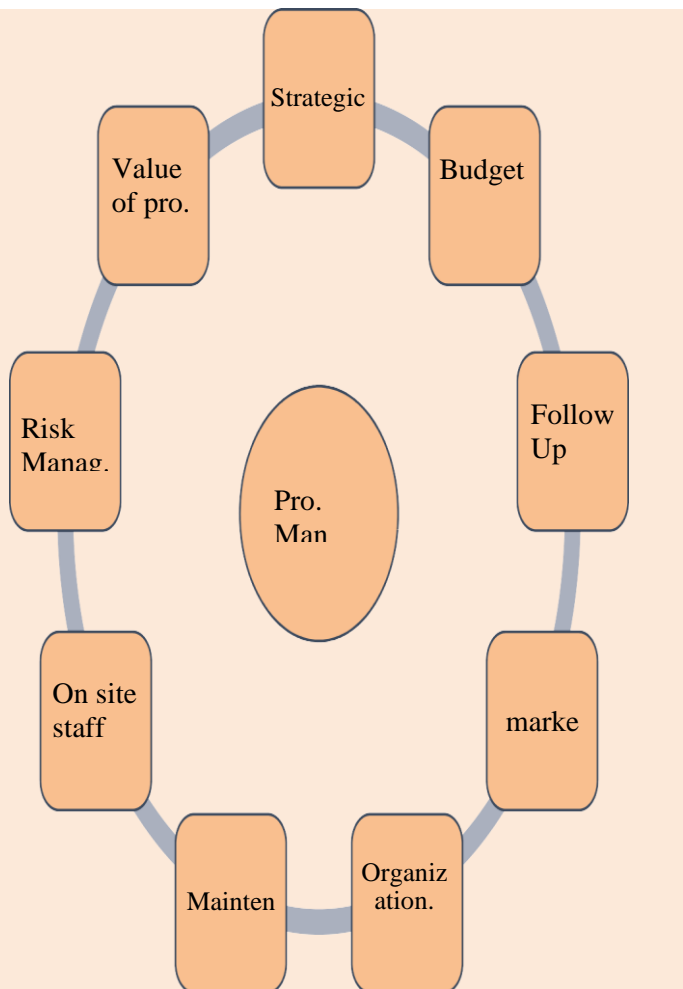 Strategic
Budget
Follow
Up
marke
Organiz
ation.
Mainten
On site
staff
Risk
Manag.
Value
of pro.
Pro.
Man